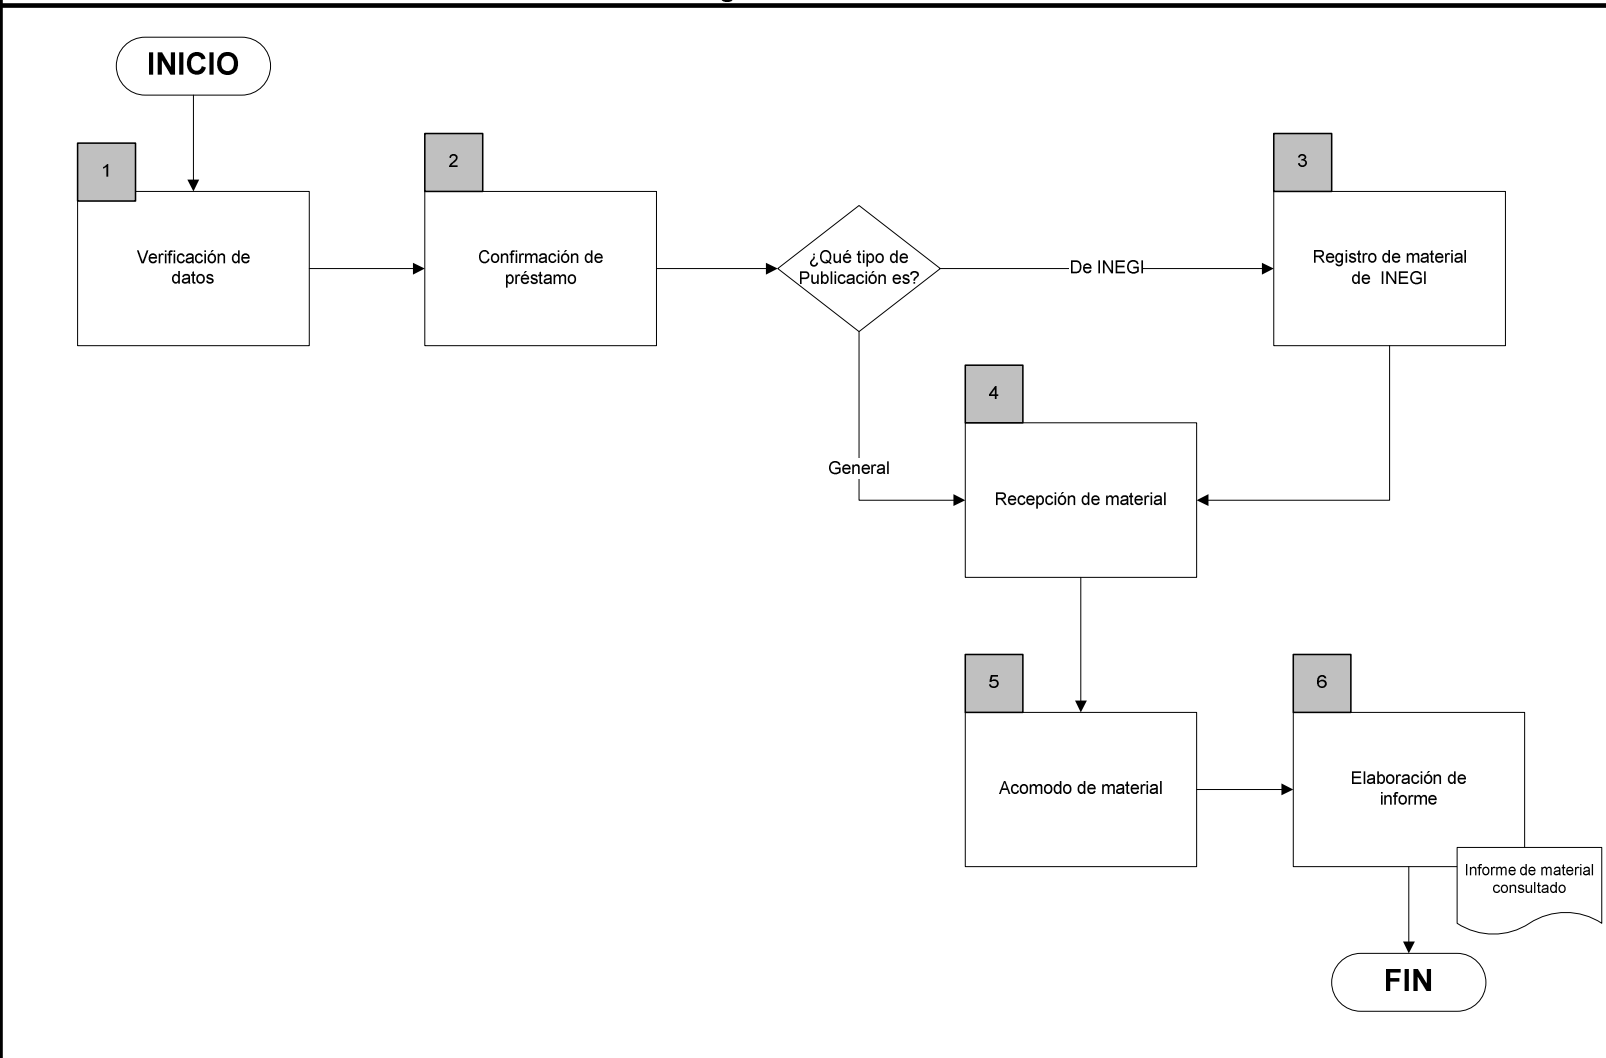 INICIO
1
Verificación de
datos
2
Confirmación de
préstamo
¿Qué tipo de
Publicación es?
De INEGI
3
Registro de material
de INEGI
General
4
Recepción de material
5
Acomodo de material
6
Elaboración de
informe
Informe de material
consultado
FIN